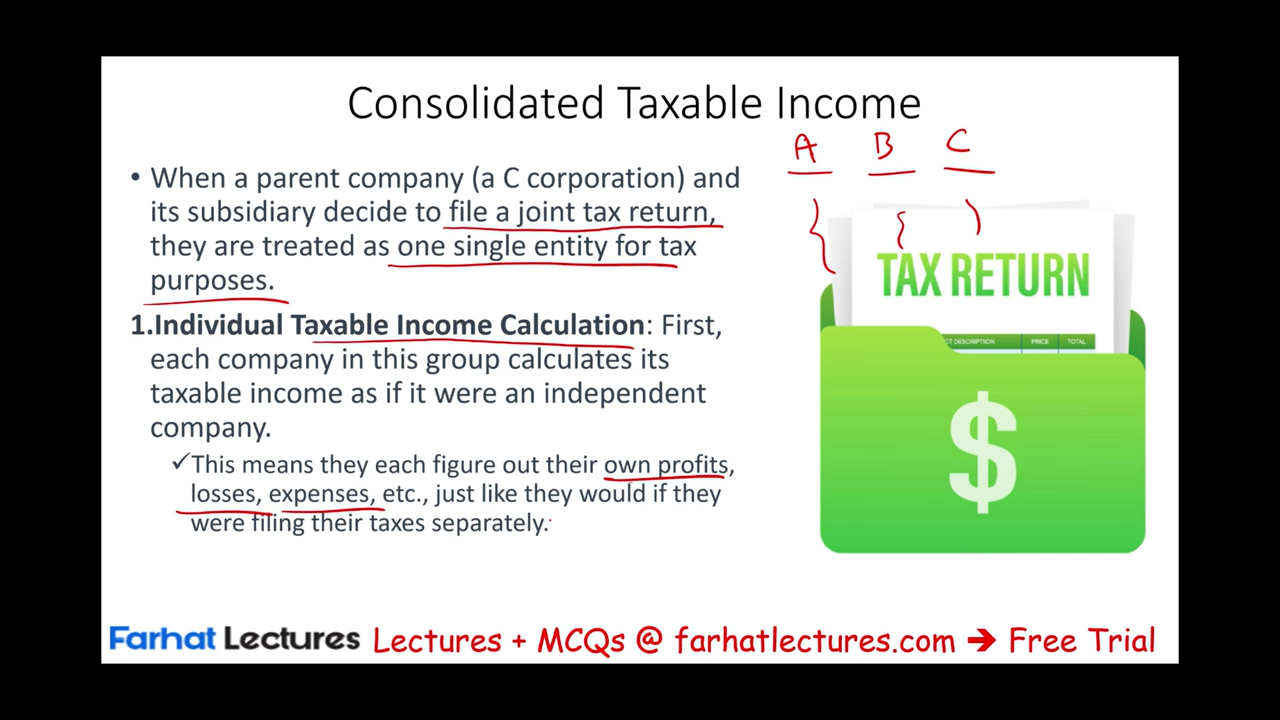 Consolidated Taxable Income
A B C
• When a parent company (a C corporation) and
its subsidiary decide to file a joint tax return,
they are treated as one single entity for tax
purposes.
1.Individual Taxable Income Calculation: First,
each company in this group calculates its
taxable income as if it were an independent
company.
✓This means they each figure out their own profits,
losses, expenses, etc., just like they would if they
were filing their taxes separately.
TAX RETURN
CT DESCRIPTION PRICE TOTAL
$
Farhat Lectures Lectures + MCQs @ farhatlectures.com ➔ Free Trial